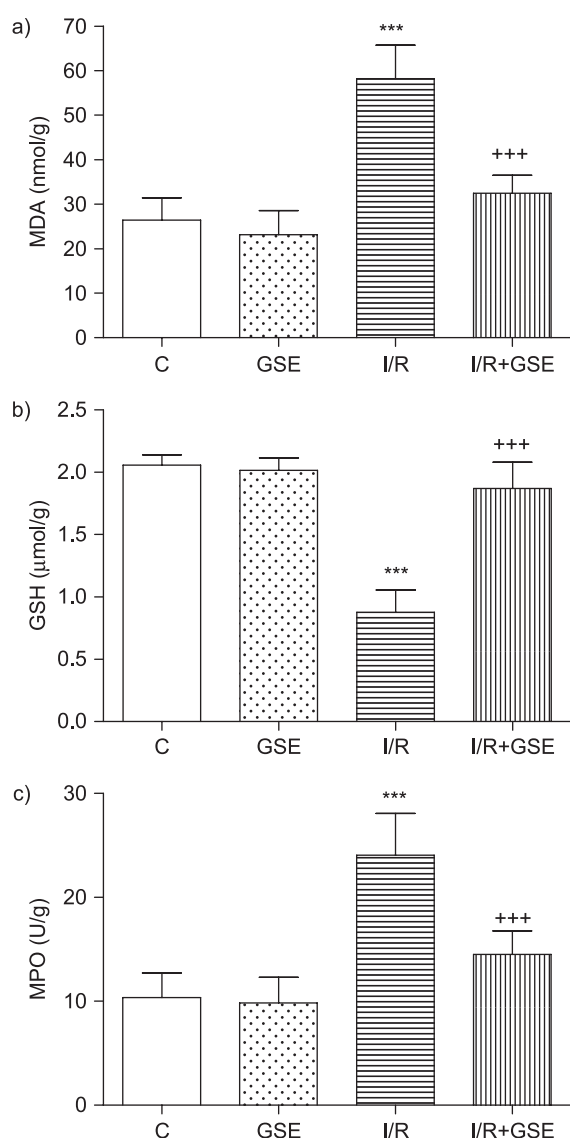 a)
MDA (nmol/g)
70
60
50
40
30
20
10
0
***
+++
C GSE I/R I/R+GSE
b)
GSH (µmol/g)
2.5
2.0
1.5
1.0
0.5
0.0
***
+++
C GSE I/R I/R+GSE
c)
MPO (U/g)
30
20
10
0
***
+++
C GSE I/R I/R+GSE